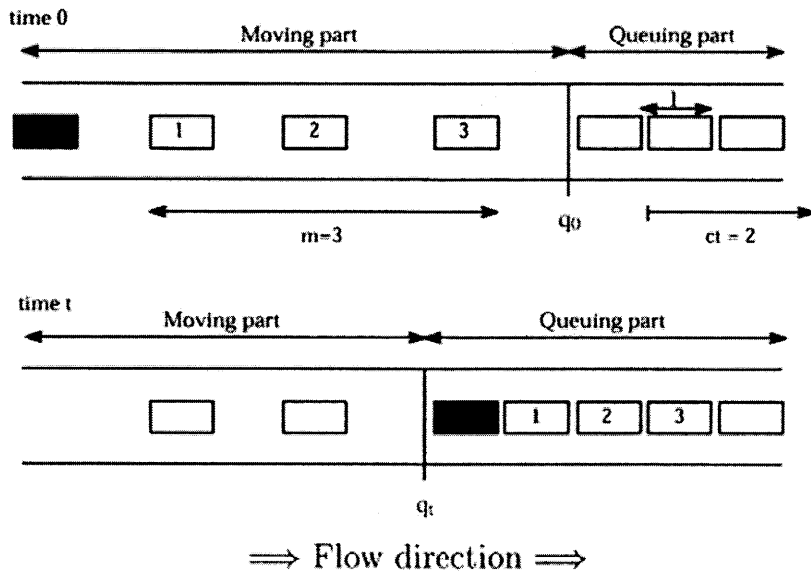 time 0
Moving part
Queuing part
l
1
2
3
m=3
q0
ct = 2
time t
Moving part
Queuing part
1
2
3
qt
⟹ Flow direction ⟹